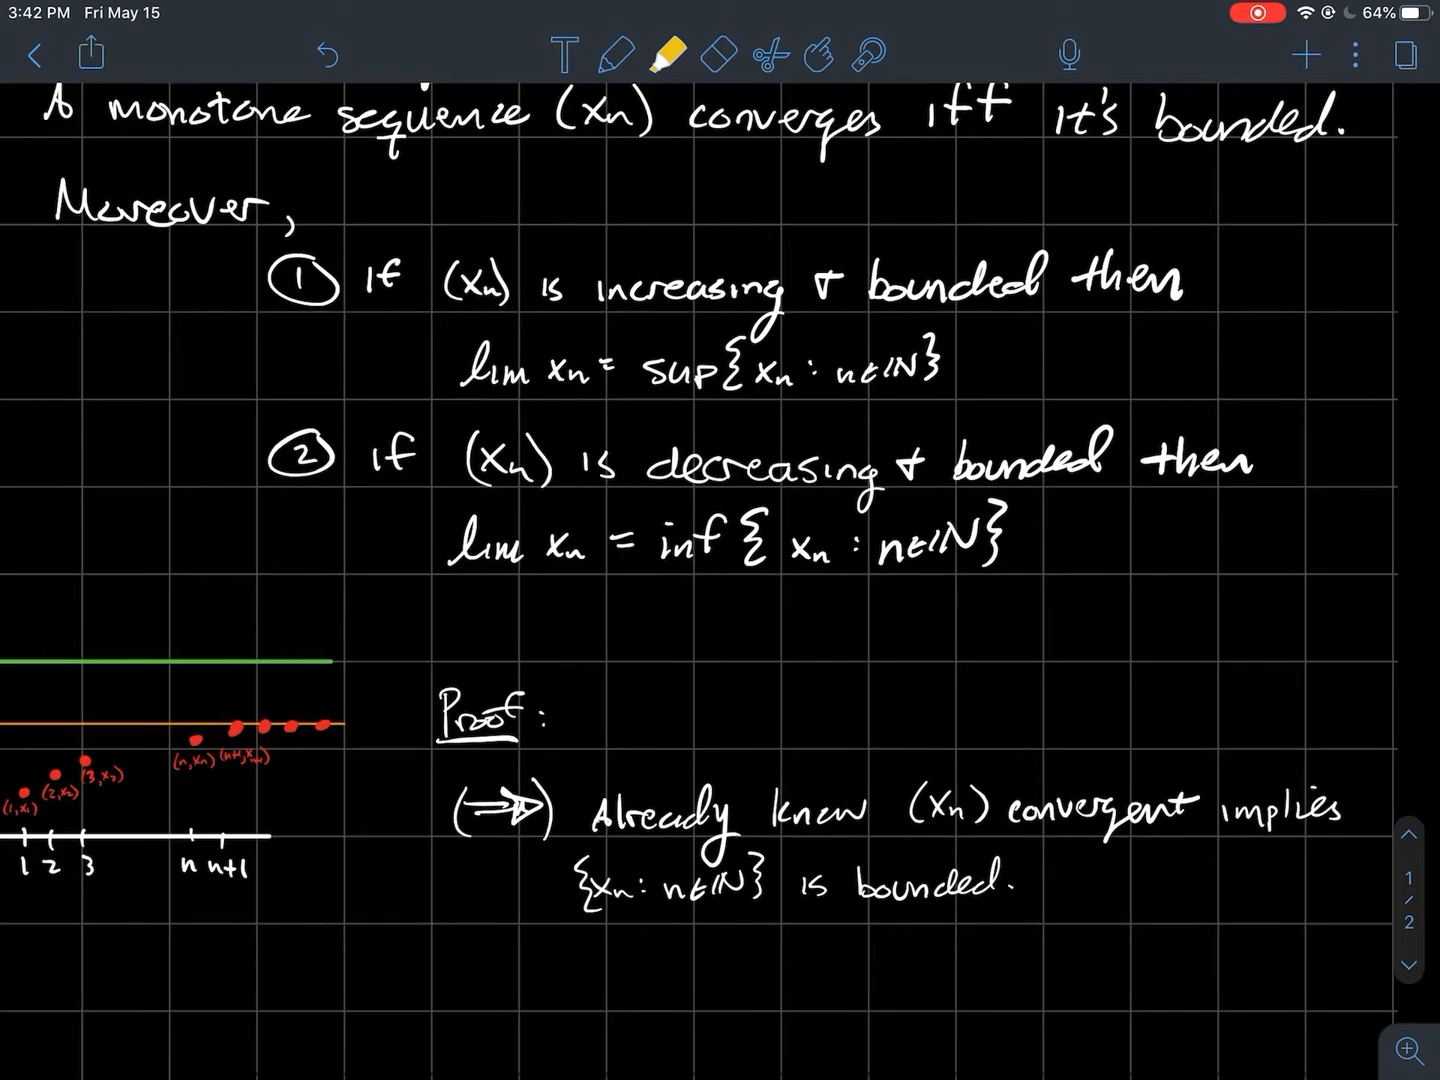 3:42 PM Fri May 15
64%
A monotone sequence (xn) converges iff it's bounded.
Moreover,
① If (xn) is increasing & bounded then
lim xn = sup{xn : n∈ℕ}
② if (xn) is decreasing & bounded then
lim xn = inf{ xn : n∈ℕ}
Proof:
(1,x₁) (2,x₂) (3,x₃) (n,xn) (n+1,xn+1)
(⟹) Already know (xn) convergent implies
1 2 3 n n+1
{xn : n∈ℕ} is bounded.
1
/
2